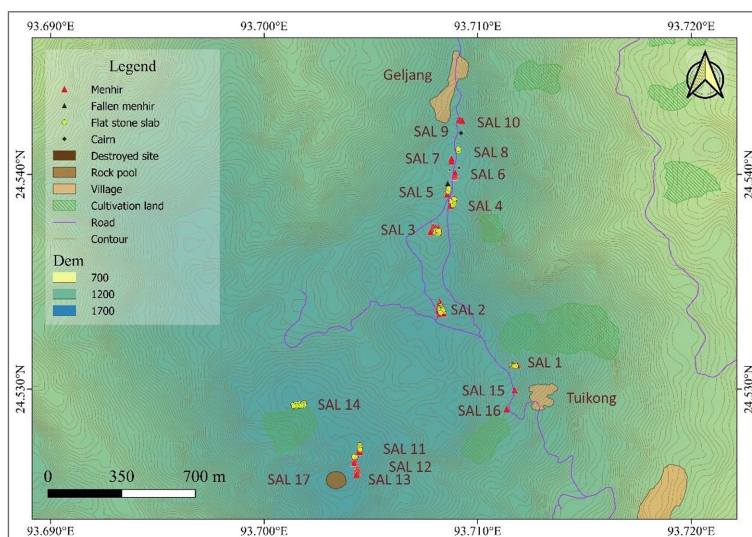 93.690°E 93.700°E 93.710°E 93.720°E
Legend
Menhir
Fallen menhir
Flat stone slab
Cairn
Destroyed site
Rock pool
Village
Cultivation land
Road
Contour
Dem
700
1200
1700
Geljang
SAL 10
SAL 9
SAL 8
SAL 7
SAL 6
SAL 5
SAL 4
SAL 3
SAL 2
SAL 1
SAL 15
SAL 16
Tuikong
SAL 14
SAL 11
SAL 12
SAL 17
SAL 13
0 350 700 m
24.540°N
24.530°N
24.540°N
24.530°N
93.690°E 93.700°E 93.710°E 93.720°E